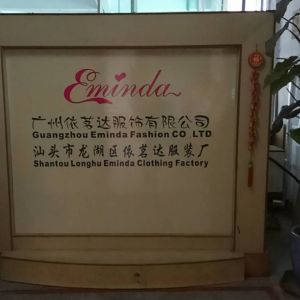 Eminda
广州依茗达服饰有限公司
Guangzhou Eminda Fashion CO LTD
汕头市龙湖区依茗达服装厂
Shantou Longhu Eminda Clothing Factory